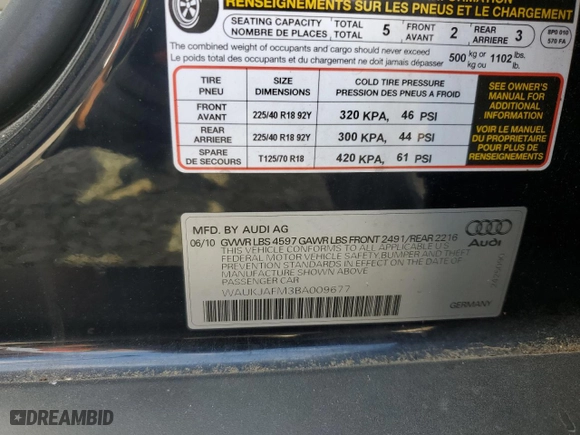 RENSEIGNEMENTS SUR LES PNEUS ET LE CHARGEMENT
SEATING CAPACITY TOTAL 5 FRONT 2 REAR 3
NOMBRE DE PLACES TOTAL AVANT ARRIERE
8P0 010
570 FA
The combined weight of occupants and cargo should never exceed 500 kg or 1102 lbs.
Le poids total des occupants et du chargement ne doit jamais dépasser kg ou lb.
TIRE SIZE COLD TIRE PRESSURE
PNEU DIMENSIONS PRESSION DES PNEUS A FROID
FRONT AVANT 225/40 R18 92Y 320 KPA, 46 PSI
REAR ARRIERE 225/40 R18 92Y 300 KPA, 44 PSI
SPARE DE SECOURS T125/70 R18 420 KPA, 61 PSI
SEE OWNER'S
MANUAL FOR
ADDITIONAL
INFORMATION
VOIR LE MANUEL
DU PROPRIETAIRE
POUR PLUS DE
RENSEIGNEMENTS
MFD. BY AUDI AG
06/10 GVWR LBS 4597 GAWR LBS FRONT 2491/REAR 2216
THIS VEHICLE CONFORMS TO ALL APPLICABLE U.S.
FEDERAL MOTOR VEHICLE SAFETY,BUMPER AND THEFT
PREVENTION STANDARDS IN EFFECT ON THE DATE OF
MANUFACTURE SHOWN ABOVE
PASSENGER CAR
WAUKJAFM3BA009677
Audi
GERMANY
DREAMBID